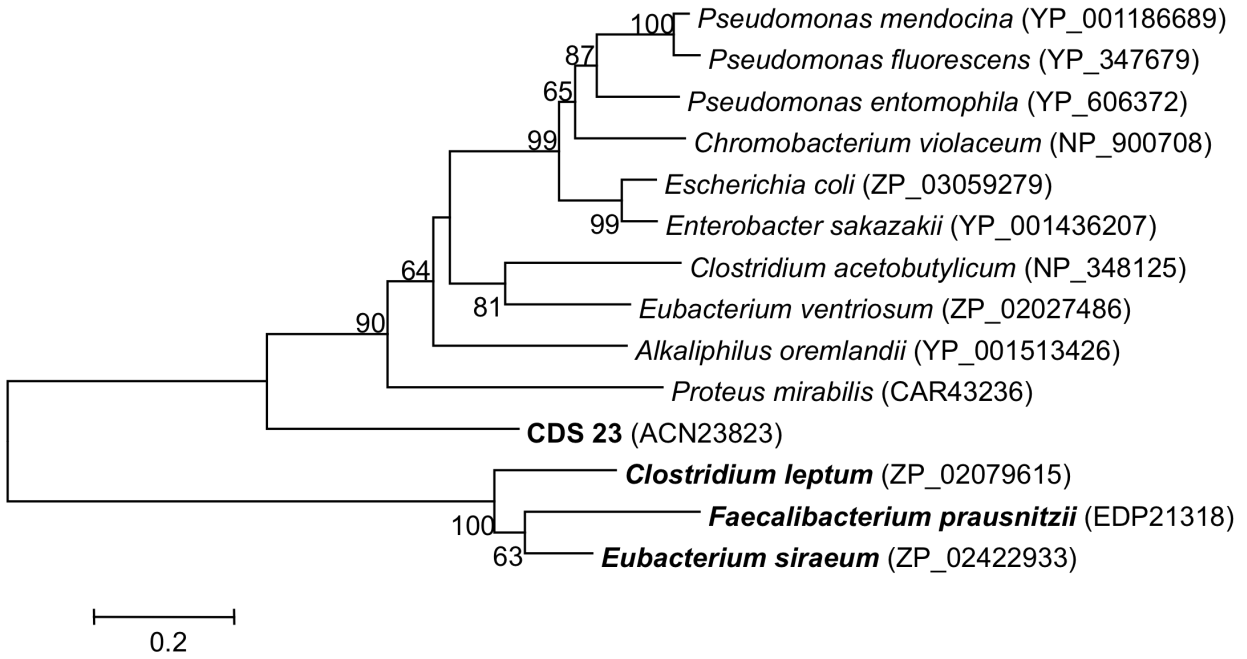 100
Pseudomonas mendocina (YP_001186689)
87
Pseudomonas fluorescens (YP_347679)
65
Pseudomonas entomophila (YP_606372)
99
Chromobacterium violaceum (NP_900708)
Escherichia coli (ZP_03059279)
99
Enterobacter sakazakii (YP_001436207)
64
Clostridium acetobutylicum (NP_348125)
81
Eubacterium ventriosum (ZP_02027486)
90
Alkaliphilus oremlandii (YP_001513426)
Proteus mirabilis (CAR43236)
CDS 23 (ACN23823)
Clostridium leptum (ZP_02079615)
100
Faecalibacterium prausnitzii (EDP21318)
63
Eubacterium siraeum (ZP_02422933)
0.2